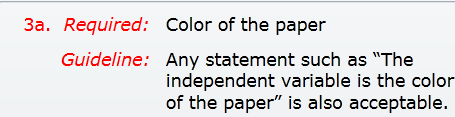 3a. Required: Color of the paper
Guideline: Any statement such as “The
independent variable is the color
of the paper” is also acceptable.